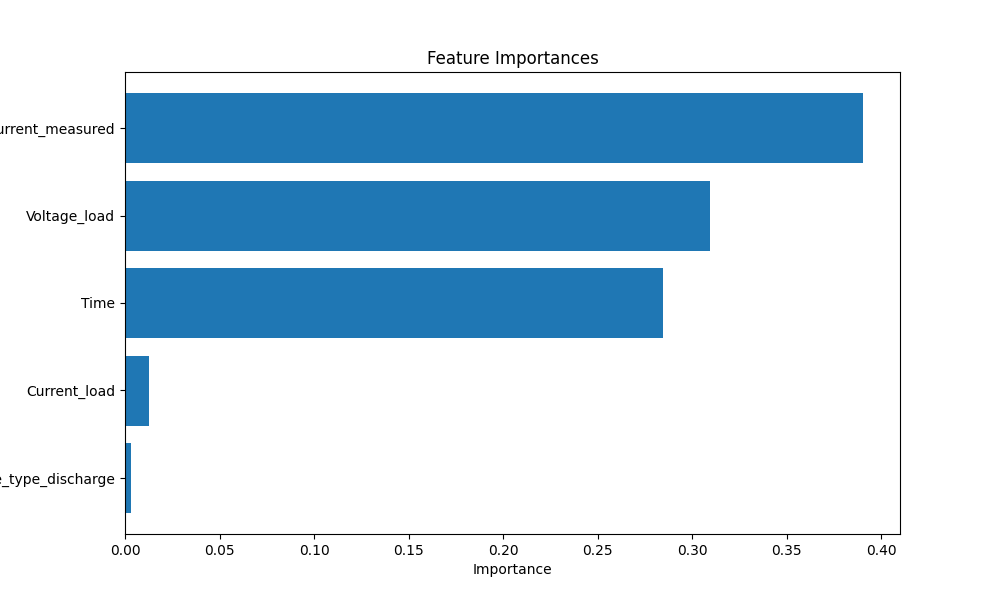 Feature Importances
urrent_measured
Voltage_load
Time
Current_load
e_type_discharge
0.00 0.05 0.10 0.15 0.20 0.25 0.30 0.35 0.40
Importance